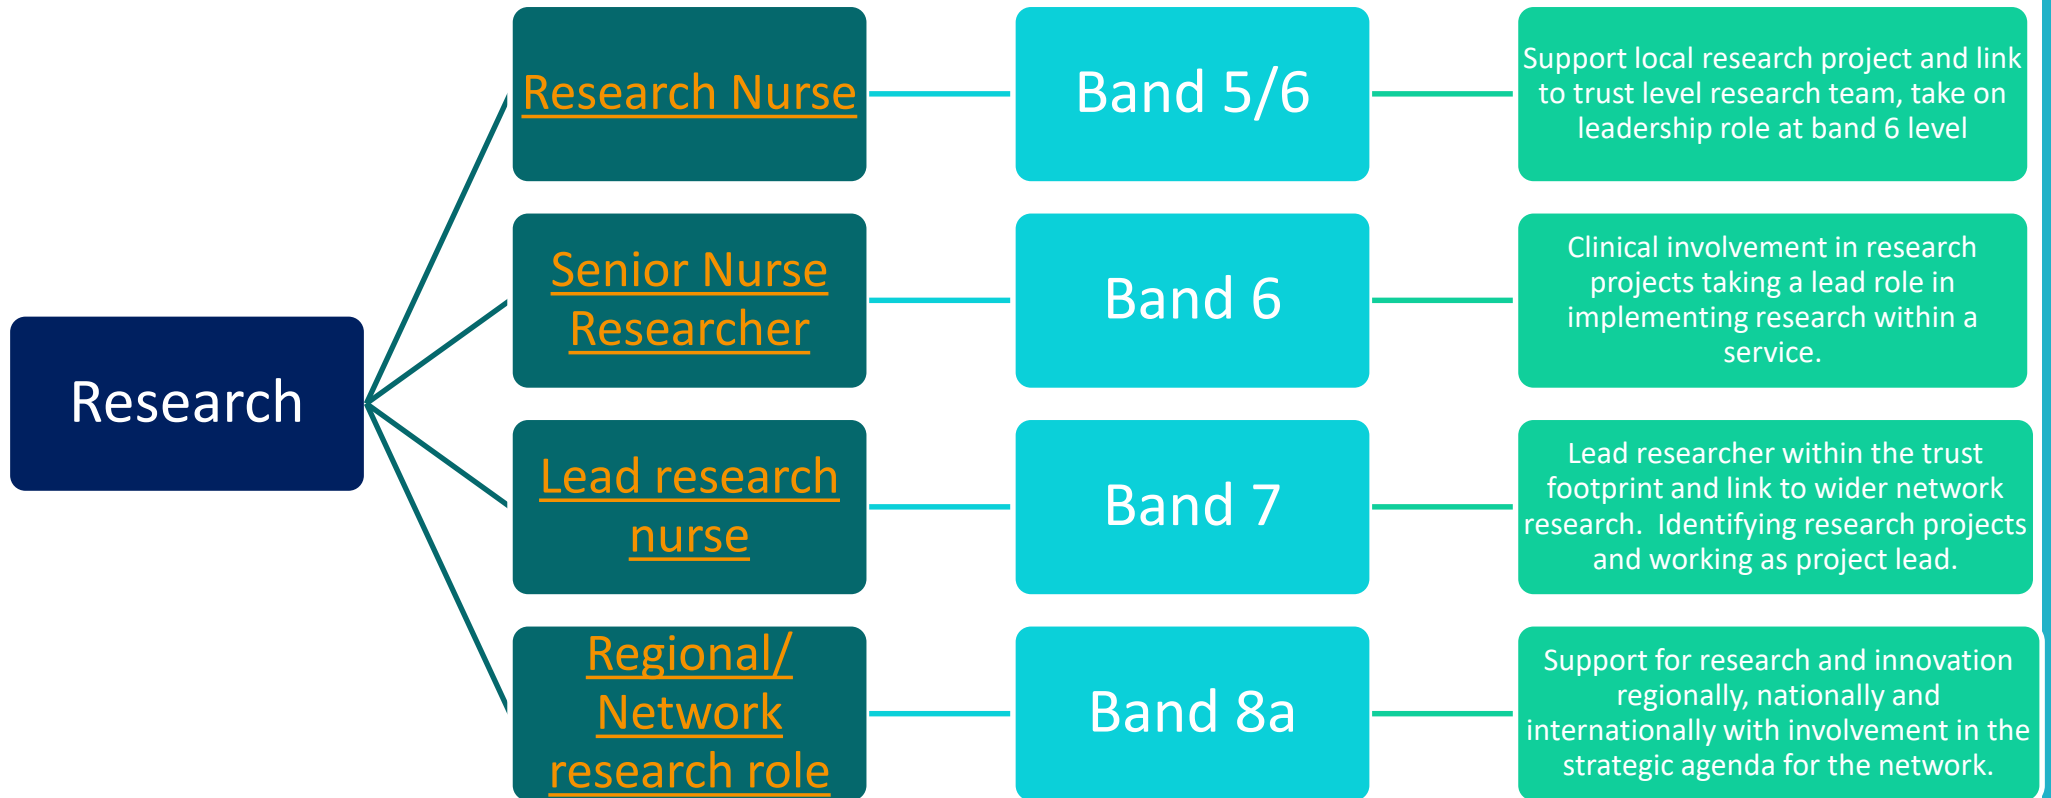 Research
Research Nurse
Band 5/6
Support local research project and link
to trust level research team, take on
leadership role at band 6 level
Senior Nurse
Researcher
Band 6
Clinical involvement in research
projects taking a lead role in
implementing research within a
service.
Lead research
nurse
Band 7
Lead researcher within the trust
footprint and link to wider network
research.  Identifying research projects
and working as project lead.
Regional/
Network
research role
Band 8a
Support for research and innovation
regionally, nationally and
internationally with involvement in the
strategic agenda for the network.